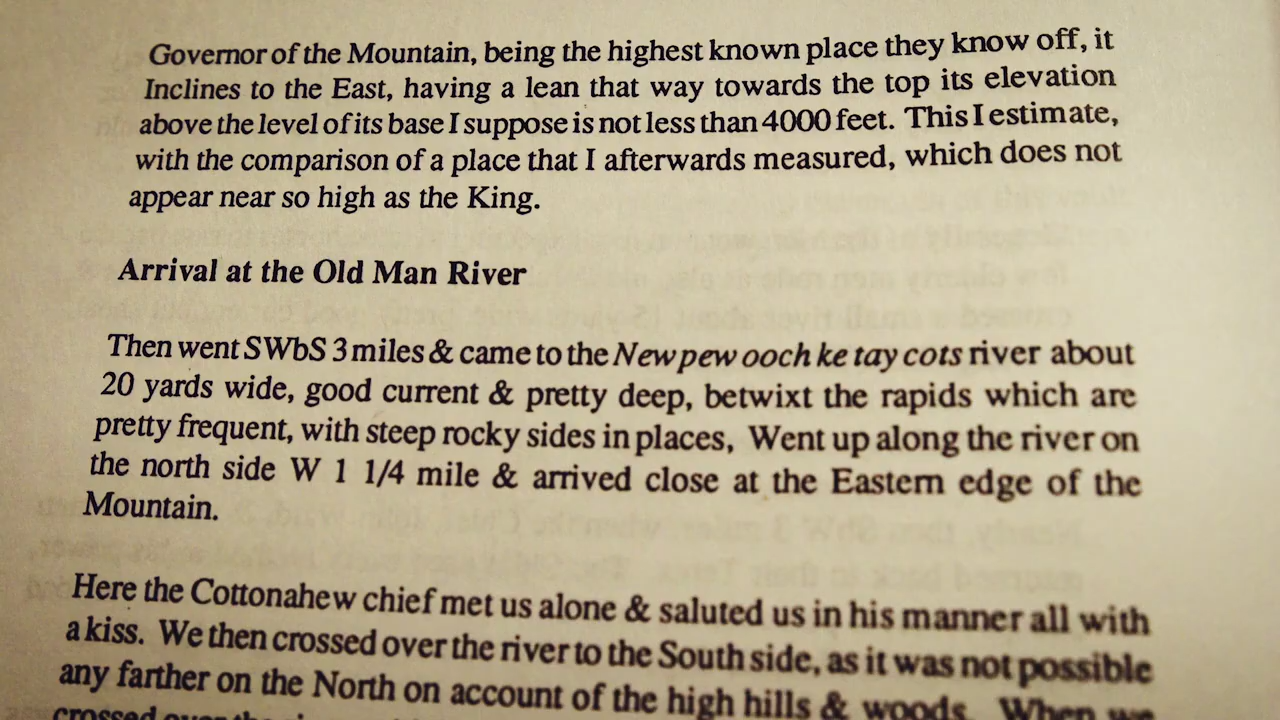 Governor of the Mountain, being the highest known place they know off, it
Inclines to the East, having a lean that way towards the top its elevation
above the level of its base I suppose is not less than 4000 feet. This I estimate,
with the comparison of a place that I afterwards measured, which does not
appear near so high as the King.
Arrival at the Old Man River
Then went SWbS 3 miles & came to the New pew ooch ke tay cots river about
20 yards wide, good current & pretty deep, betwixt the rapids which are
pretty frequent, with steep rocky sides in places, Went up along the river on
the north side W 1 1/4 mile & arrived close at the Eastern edge of the
Mountain.
Here the Cottonahew chief met us alone & saluted us in his manner all with
a kiss. We then crossed over the river to the South side, as it was not possible
any farther on the North on account of the high hills & woods. When we
crossed over the